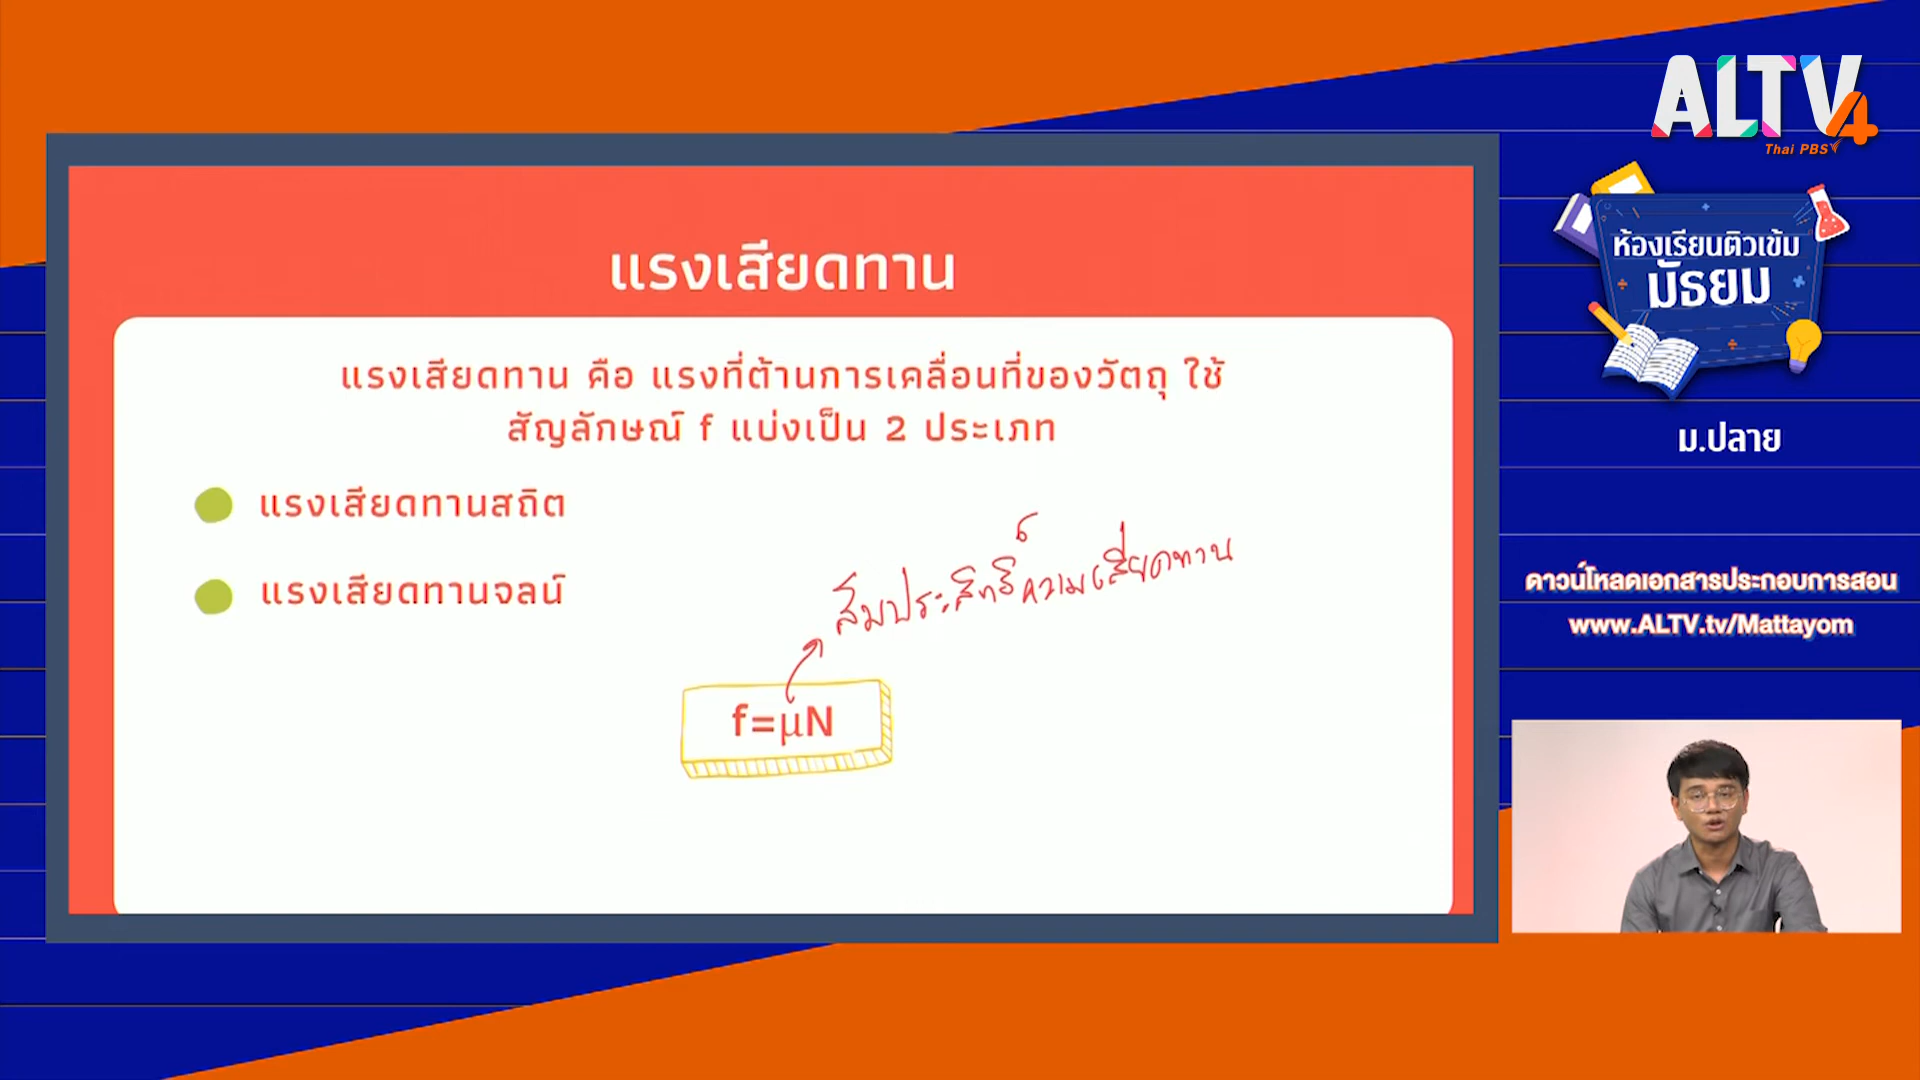 ALTV4
Thai PBS
ห้องเรียนติวเข้ม
มัธยม
ม.ปลาย
แรงเสียดทาน
แรงเสียดทาน คือ แรงที่ต้านการเคลื่อนที่ของวัตถุ ใช้
สัญลักษณ์ f แบ่งเป็น 2 ประเภท
แรงเสียดทานสถิต
แรงเสียดทานจลน์
สัมประสิทธิ์ความเสียดทาน
f=μN
ดาวน์โหลดเอกสารประกอบการสอน
www.ALTV.tv/Mattayom